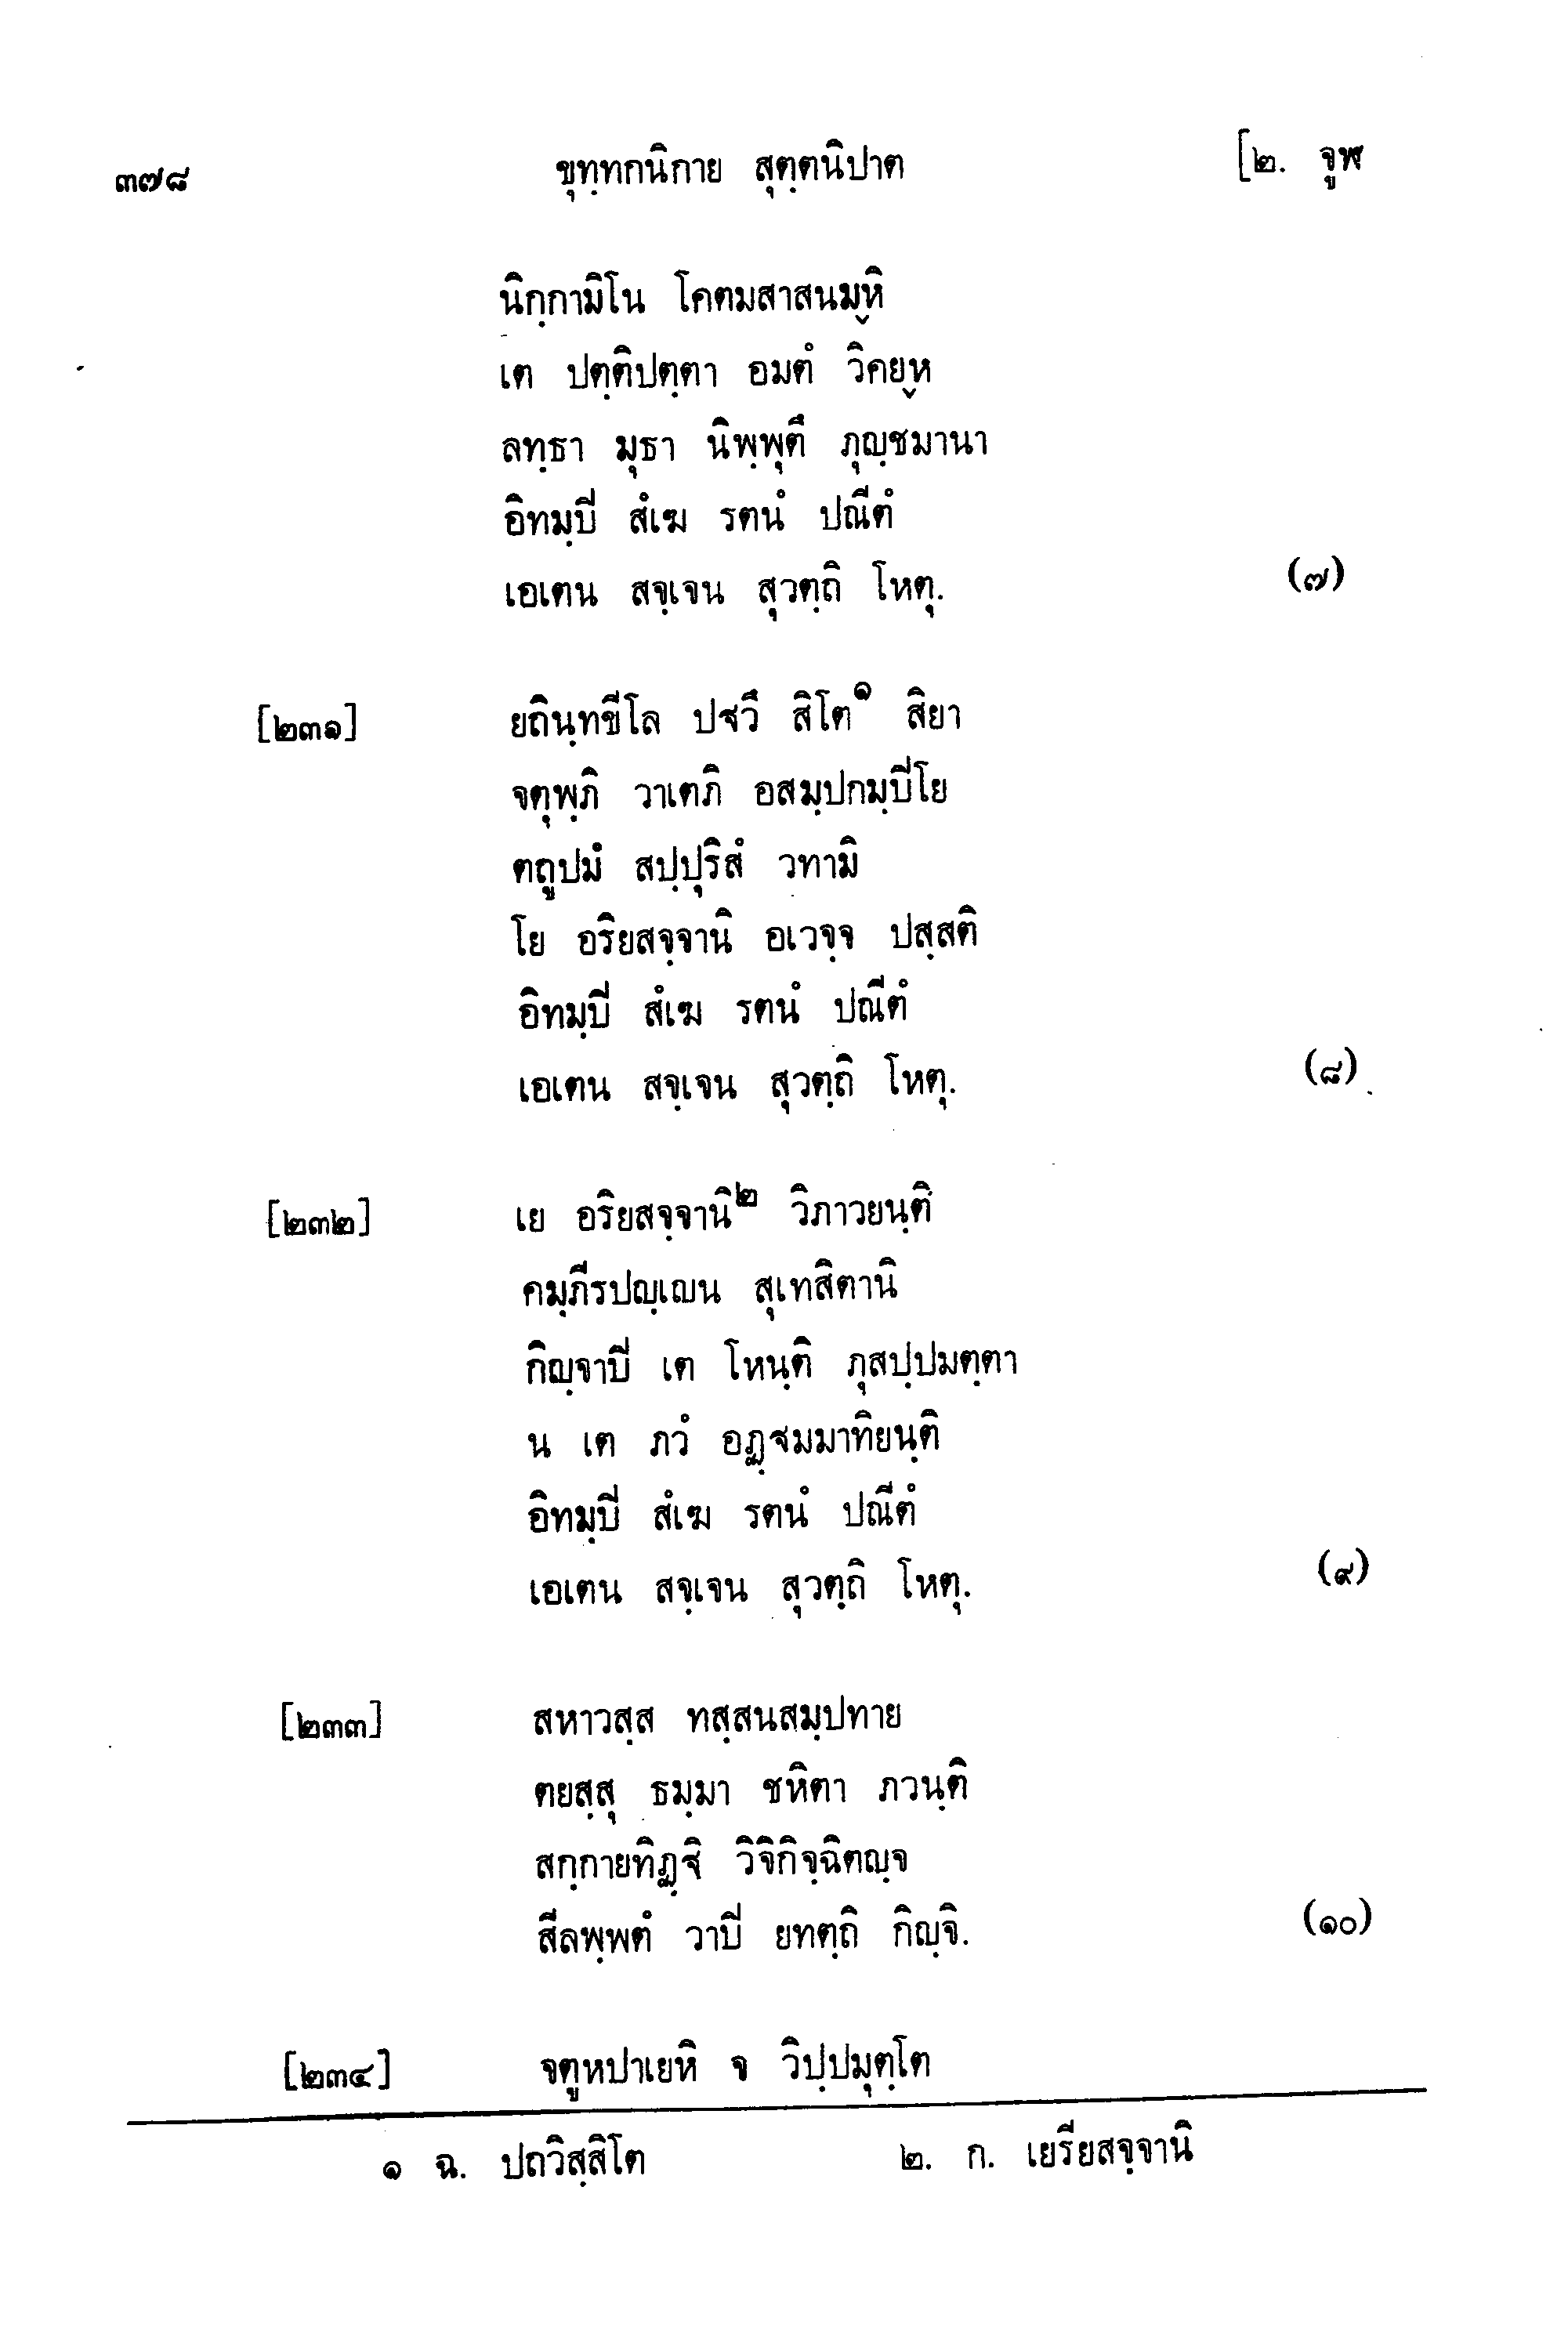 ๓๗๘ ขุทฺทกนิกาย สุตฺตนิปาต [๒. จูฬ
นิกฺกามิโน โคตมสาสนมฺหิ
เต ปตฺติปตฺตา อมตํ วิคยฺห
ลทฺธา มุธา นิพฺพุตึ ภุญฺชมานา
อิทมฺปิ สํเฆ รตนํ ปณีตํ
เอเตน สจฺเจน สุวตฺถิ โหตุ. (๗)
[๒๓๑] ยถินฺทขีโล ปฐวึ สิโต๑ สิยา
จตุพฺภิ วาเตภิ อสมฺปกมฺปิโย
ตถูปมํ สปฺปุริสํ วทามิ
โย อริยสจฺจานิ อเวจฺจ ปสฺสติ
อิทมฺปิ สํเฆ รตนํ ปณีตํ
เอเตน สจฺเจน สุวตฺถิ โหตุ. (๘)
[๒๓๒] เย อริยสจฺจานิ๒ วิภาวยนฺติ
คมฺภีรปญฺเญน สุเทสิตานิ
กิญฺจาปิ เต โหนฺติ ภุสปฺปมตฺตา
น เต ภวํ อฏฺฐมมาทิยนฺติ
อิทมฺปิ สํเฆ รตนํ ปณีตํ
เอเตน สจฺเจน สุวตฺถิ โหตุ. (๙)
[๒๓๓] สหาวสฺส ทสฺสนสมฺปทาย
ตยสฺสุ ธมฺมา ชหิตา ภวนฺติ
สกฺกายทิฏฺฐิ วิจิกิจฺฉิตญฺจ
สีลพฺพตํ วาปิ ยทตฺถิ กิญฺจิ. (๑๐)
[๒๓๔] จตูหปาเยหิ จ วิปฺปมุตฺโต
๑ ฉ. ปถวิสฺสิโต ๒. ก. เยรียสจฺจานิ